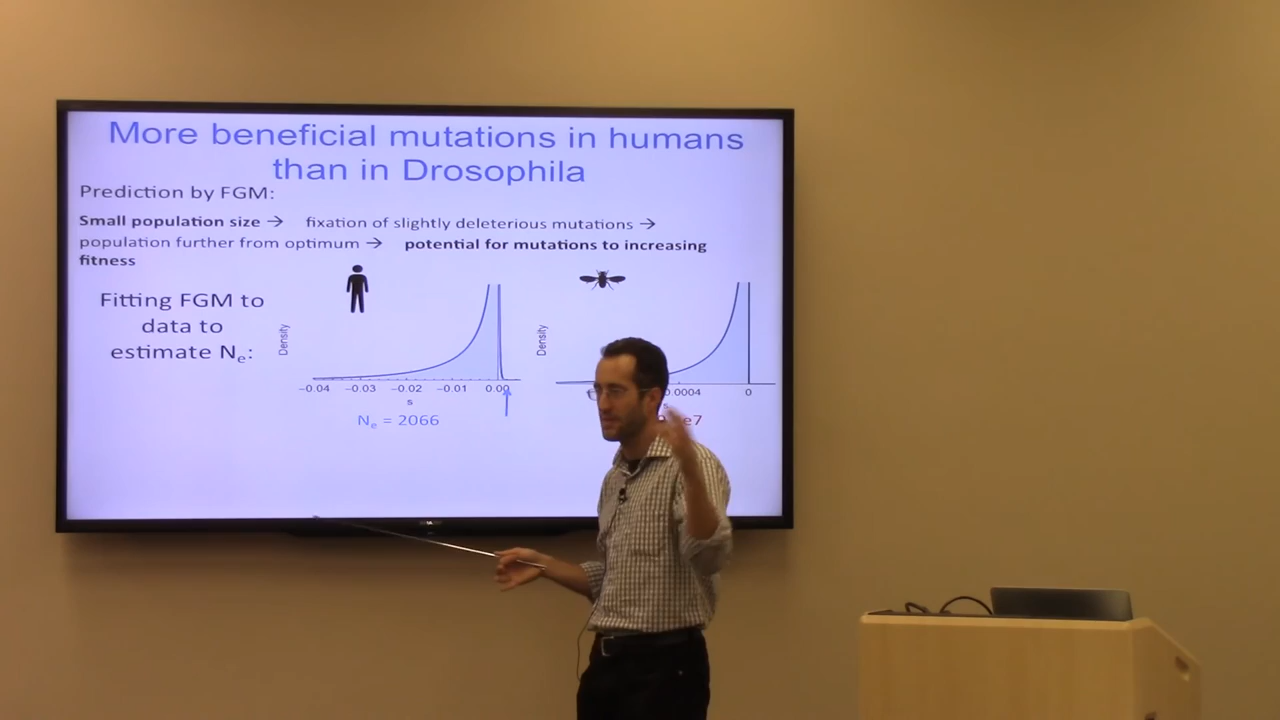 More beneficial mutations in humans
than in Drosophila
Prediction by FGM:
Small population size → fixation of slightly deleterious mutations →
population further from optimum → potential for mutations to increasing
fitness
Fitting FGM to
data to
estimate Ne:
Density
−0.04 −0.03 −0.02 −0.01 0.00
s
Ne = 2066
Density
0.0004 0
s
e7